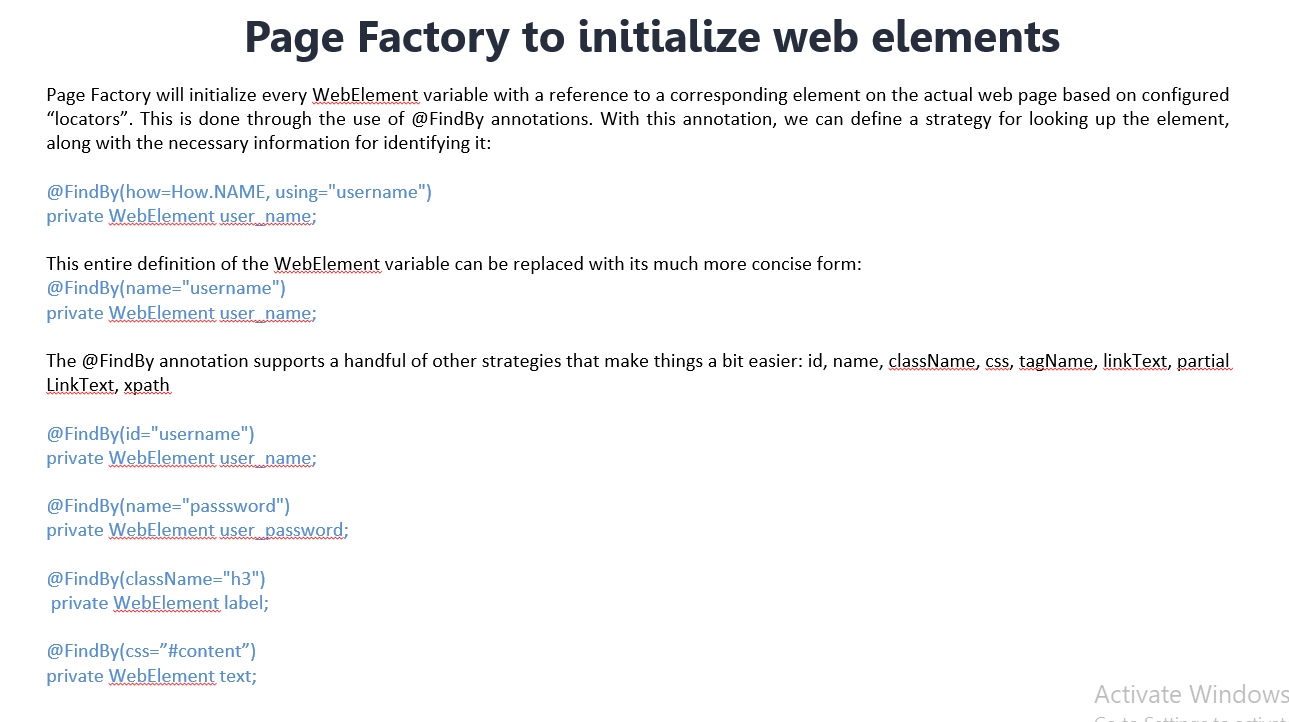 Page Factory to initialize web elements
Page Factory will initialize every WebElement variable with a reference to a corresponding element on the actual web page based on configured
“locators”. This is done through the use of @FindBy annotations. With this annotation, we can define a strategy for looking up the element,
along with the necessary information for identifying it:
@FindBy(how=How.NAME, using="username")
private WebElement user_name;
This entire definition of the WebElement variable can be replaced with its much more concise form:
@FindBy(name="username")
private WebElement user_name;
The @FindBy annotation supports a handful of other strategies that make things a bit easier: id, name, className, css, tagName, linkText, partial
LinkText, xpath
@FindBy(id="username")
private WebElement user_name;
@FindBy(name="passsword")
private WebElement user_password;
@FindBy(className="h3")
private WebElement label;
@FindBy(css=”#content”)
private WebElement text;
Activate Windows